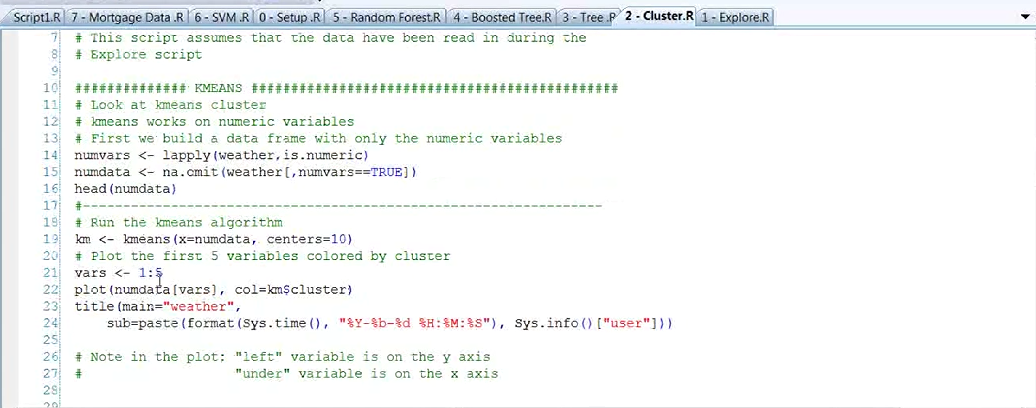 Script1.R 7 - Mortgage Data .R 6 - SVM .R 0 - Setup .R 5 - Random Forest.R 4 - Boosted Tree.R 3 - Tree .R 2 - Cluster.R 1 - Explore.R
7 # This script assumes that the data have been read in during the
8 # Explore script
9
10 ############## KMEANS ##############################################
11 # Look at kmeans cluster
12 # kmeans works on numeric variables
13 # First we build a data frame with only the numeric variables
14 numvars <- lapply(weather,is.numeric)
15 numdata <- na.omit(weather[,numvars==TRUE])
16 head(numdata)
17 #------------------------------------------------------------------
18 # Run the kmeans algorithm
19 km <- kmeans(x=numdata, centers=10)
20 # Plot the first 5 variables colored by cluster
21 vars <- 1:5
22 plot(numdata[vars], col=km$cluster)
23 title(main="weather",
24 sub=paste(format(Sys.time(), "%Y-%b-%d %H:%M:%S"), Sys.info()["user"]))
25
26 # Note in the plot: "left" variable is on the y axis
27 # "under" variable is on the x axis
28
29